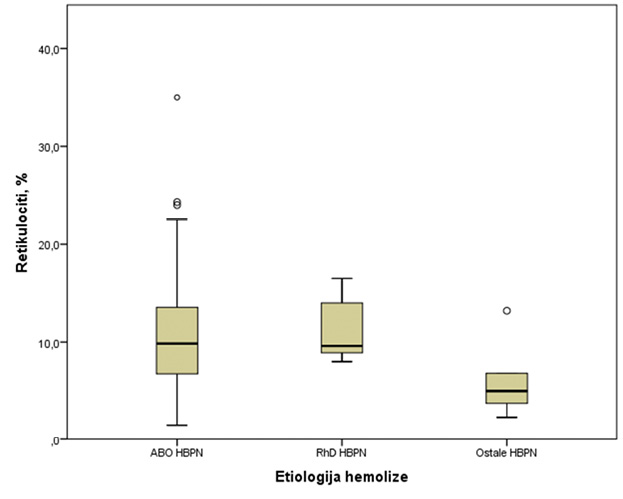 40,0
30,0
20,0
10,0
,0
Retikulociti, %
ABO HBPN RhD HBPN Ostale HBPN
Etiologija hemolize